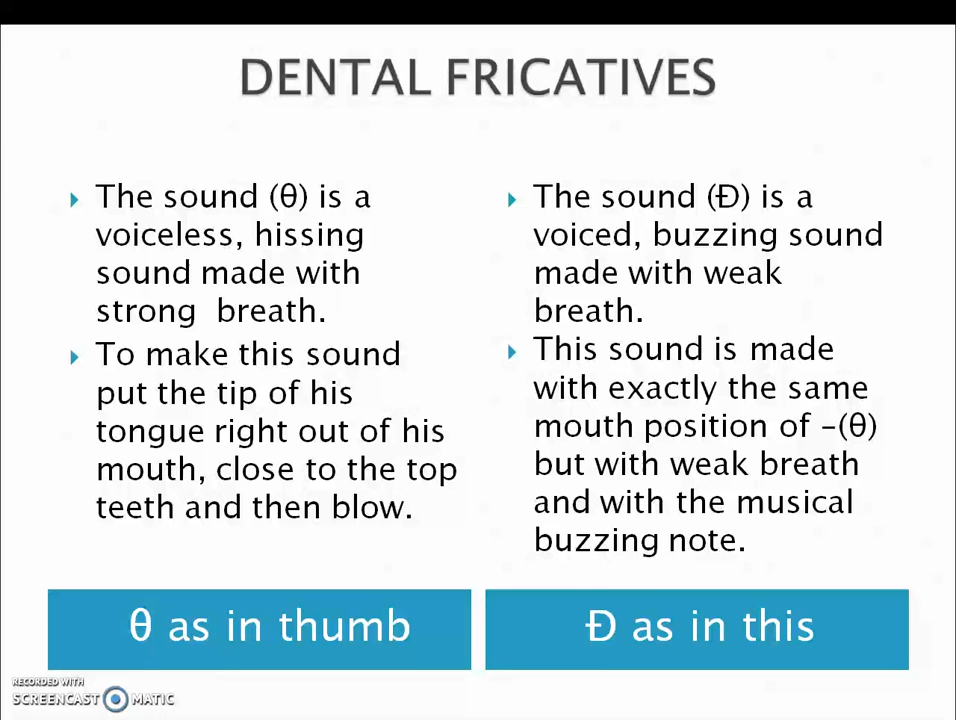 DENTAL FRICATIVES
The sound (θ) is a
voiceless, hissing
sound made with
strong breath.
To make this sound
put the tip of his
tongue right out of his
mouth, close to the top
teeth and then blow.
θ as in thumb
The sound (Đ) is a
voiced, buzzing sound
made with weak
breath.
This sound is made
with exactly the same
mouth position of -(θ)
but with weak breath
and with the musical
buzzing note.
Đ as in this
RECORDED WITH
SCREENCAST MATIC